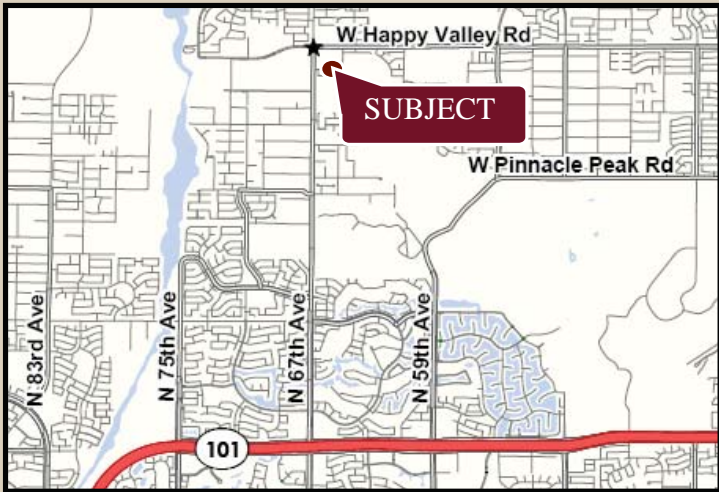 W Happy Valley Rd
SUBJECT
W Pinnacle Peak Rd
N 83rd Ave
N 75th Ave
N 67th Ave
N 59th Ave
101